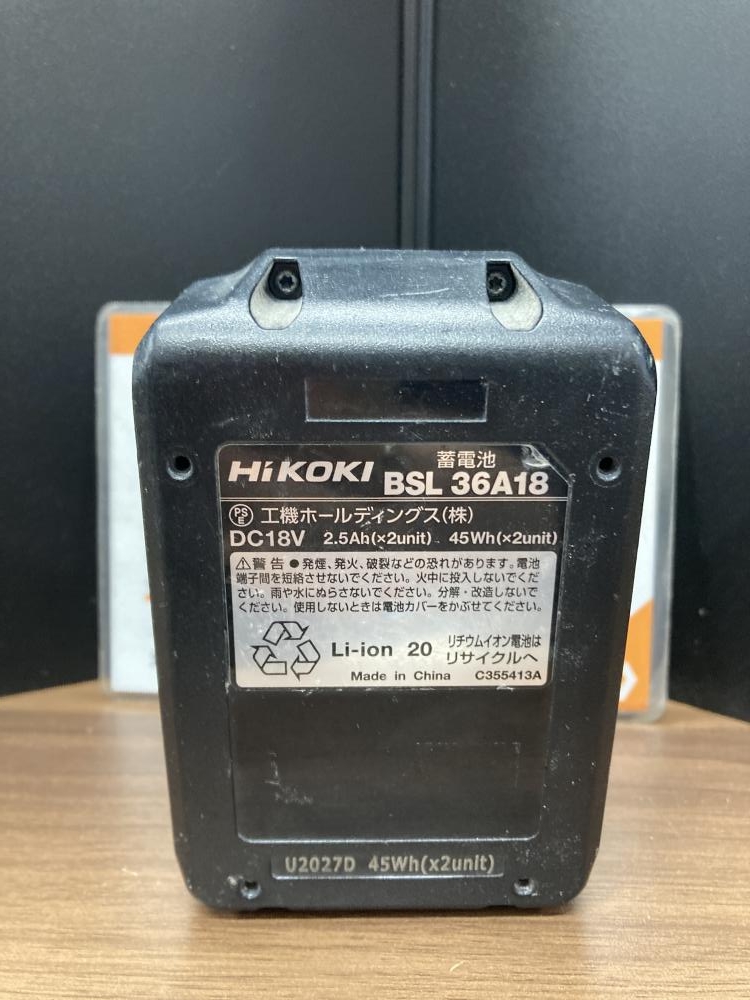 HiKOKI 蓄電池
BSL 36A18
PSE 工機ホールディングス(株)
DC18V 2.5Ah(×2unit) 45Wh(×2unit)
⚠警告 ●発煙、発火、破裂などの恐れがあります。電池
端子間を短絡させないでください。火中に投入しないでくだ
さい。雨や水にぬらさないでください。分解・改造しないで
ください。使用しないときは電池カバーをかぶせてください。
Li-ion 20 リチウムイオン電池は
リサイクルへ
Made in China C355413A
U2027D 45Wh(x2unit)